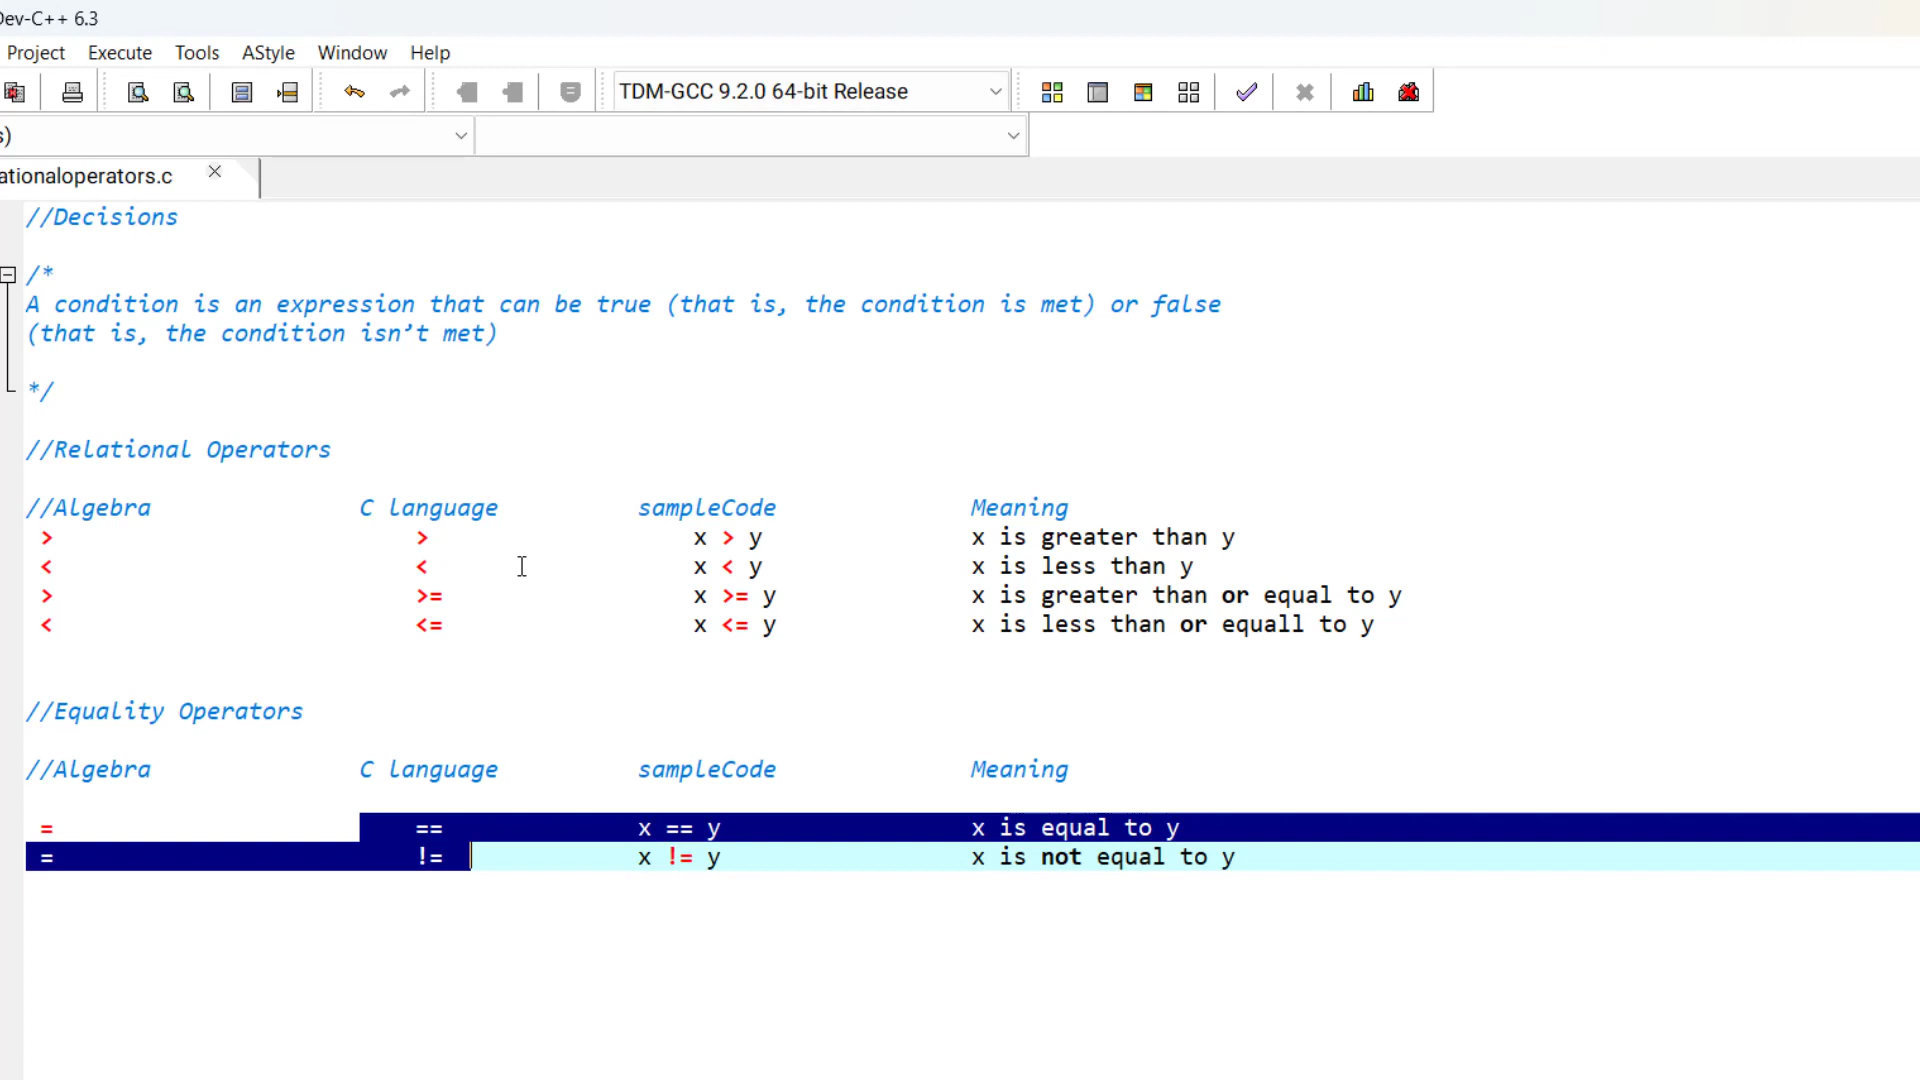 Dev-C++ 6.3
Project Execute Tools AStyle Window Help
TDM-GCC 9.2.0 64-bit Release
s)
ationaloperators.c
//Decisions
/*
A condition is an expression that can be true (that is, the condition is met) or false
(that is, the condition isn’t met)
*/
//Relational Operators
//Algebra C language sampleCode Meaning
> > x > y x is greater than y
< < x < y x is less than y
> >= x >= y x is greater than or equal to y
< <= x <= y x is less than or equall to y
//Equality Operators
//Algebra C language sampleCode Meaning
= == x == y x is equal to y
= != x != y x is not equal to y